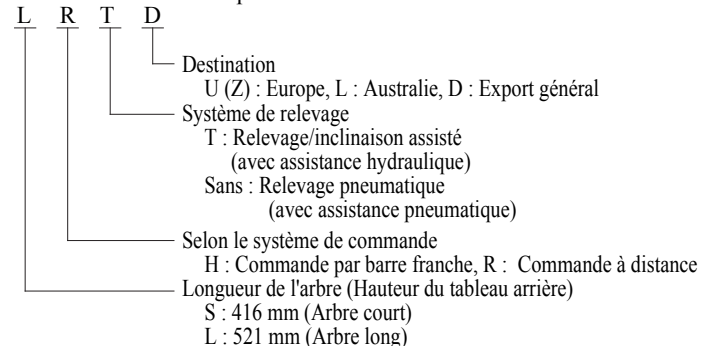 L R T D
Destination
U (Z) : Europe, L : Australie, D : Export général
Système de relevage
T : Relevage/inclinaison assisté
(avec assistance hydraulique)
Sans : Relevage pneumatique
(avec assistance pneumatique)
Selon le système de commande
H : Commande par barre franche, R : Commande à distance
Longueur de l'arbre (Hauteur du tableau arrière)
S : 416 mm (Arbre court)
L : 521 mm (Arbre long)